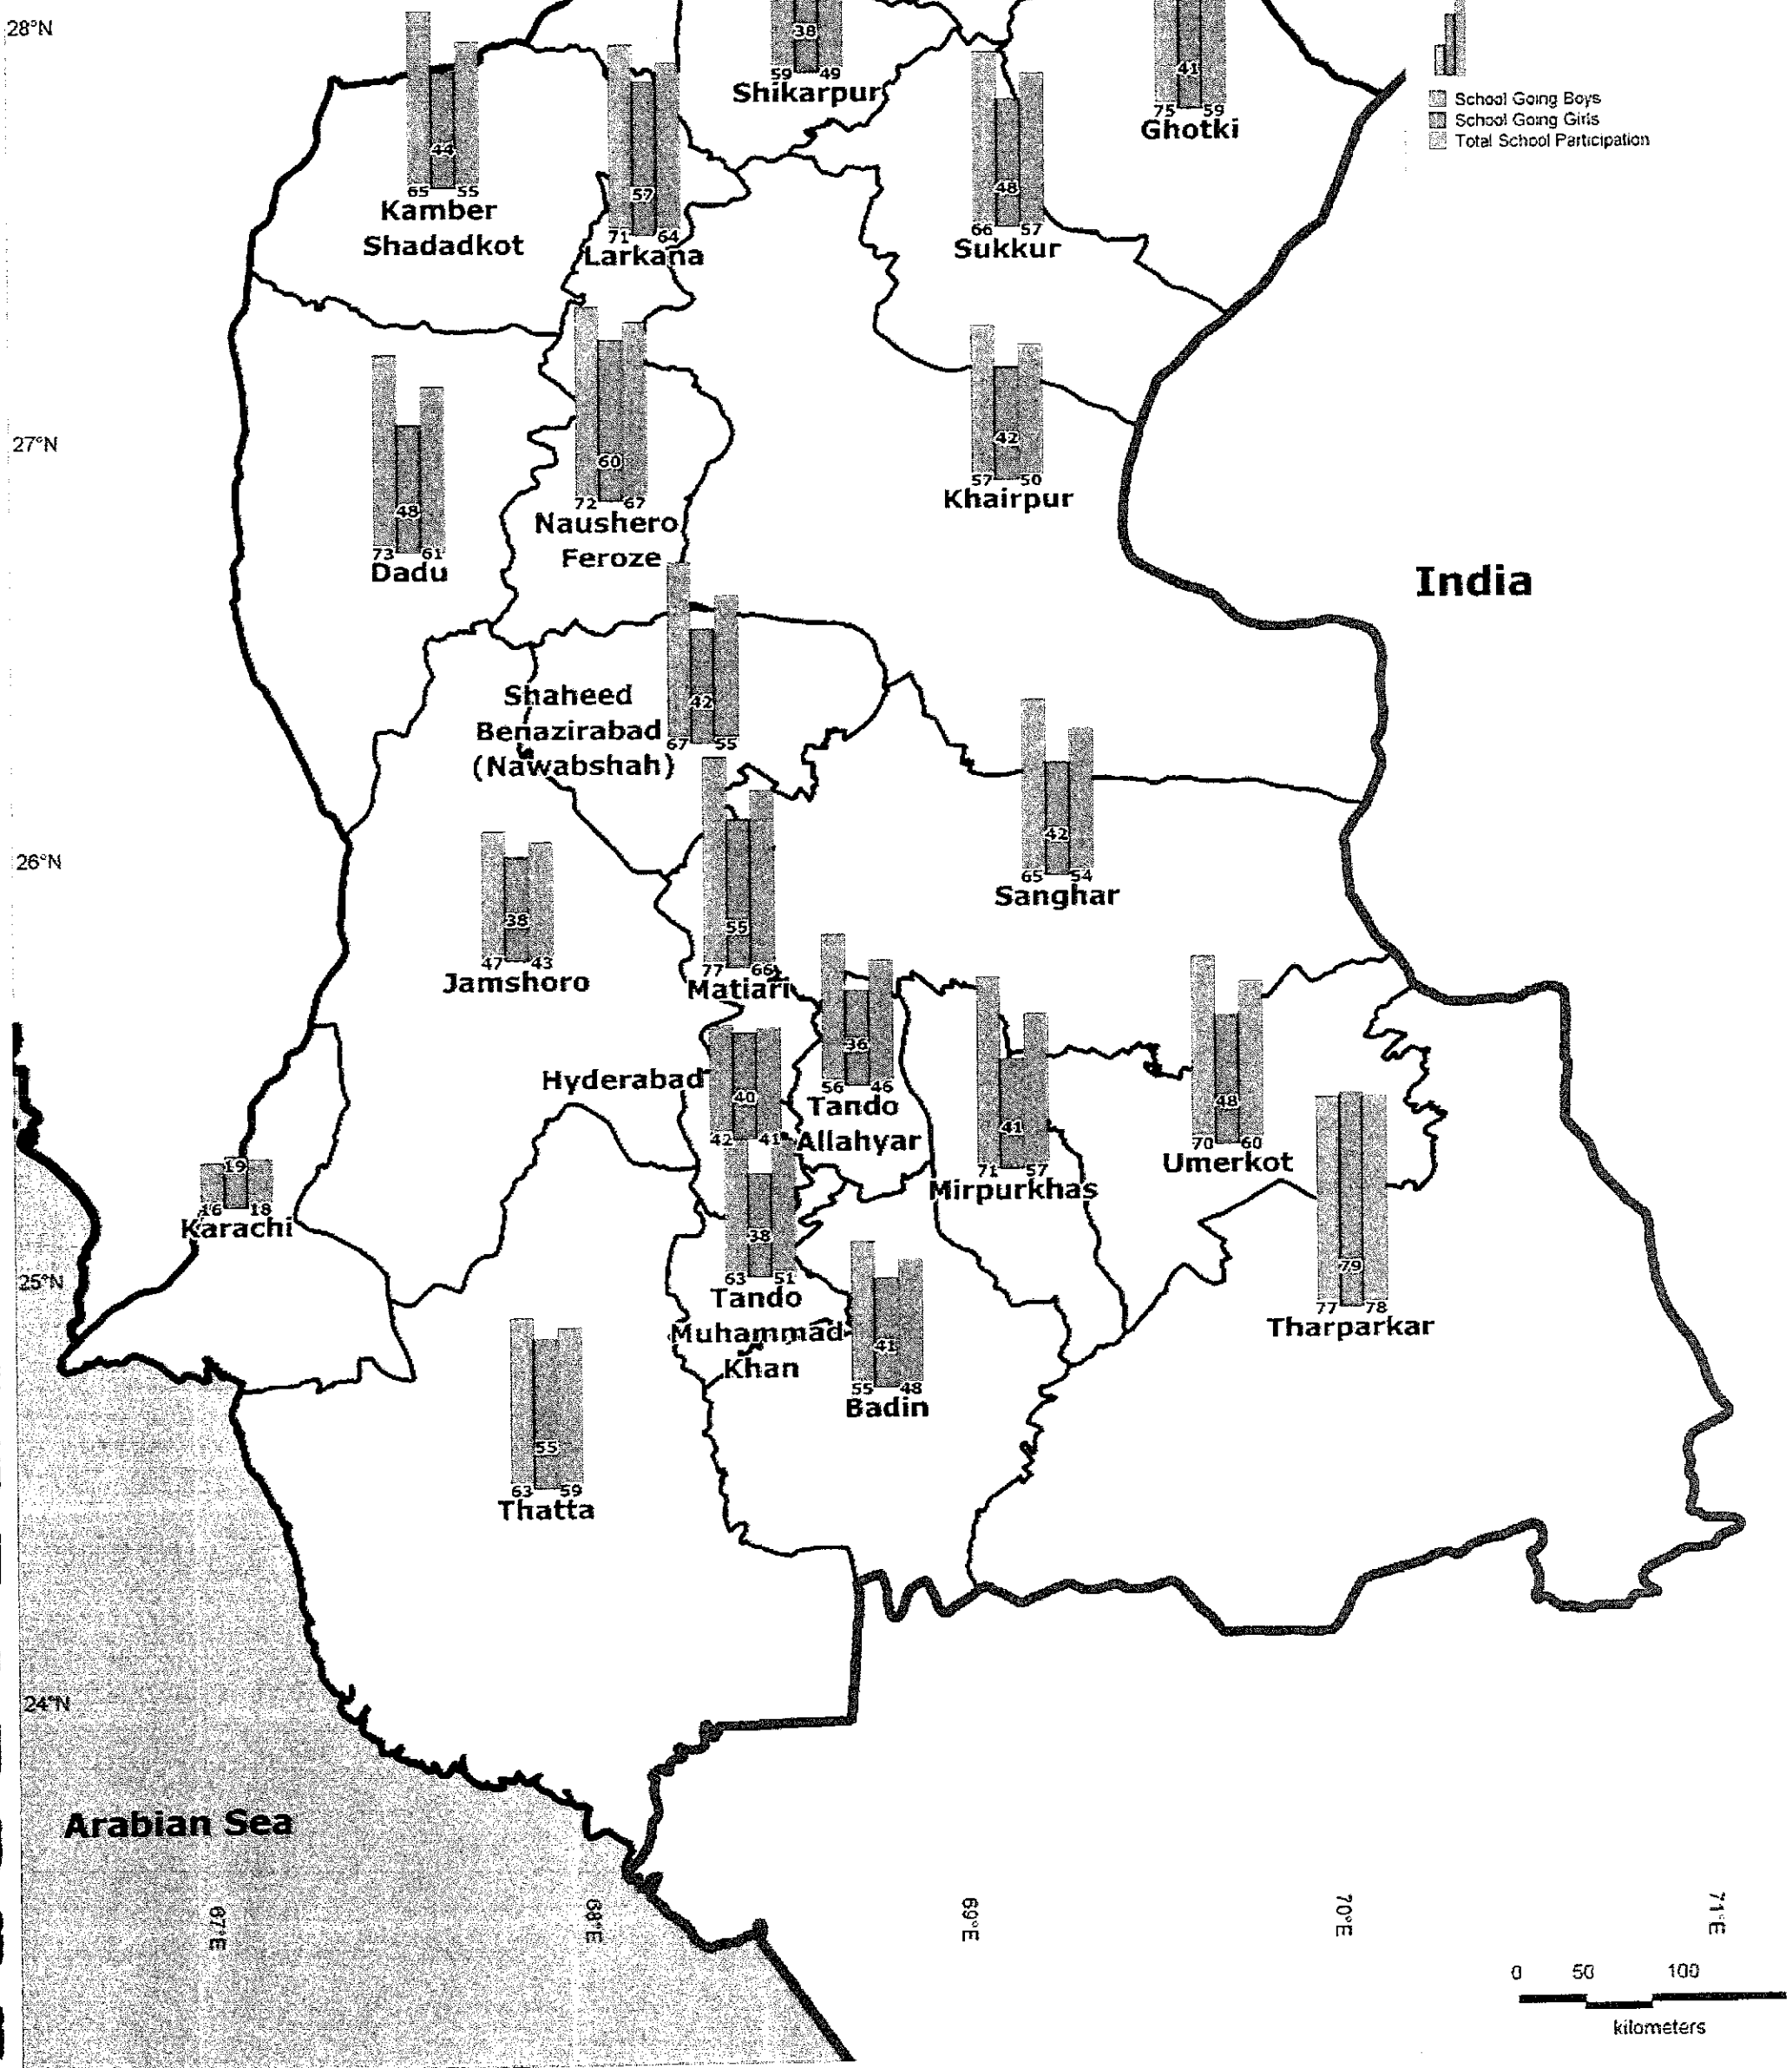 28°N
38
59 49
Shikarpur
41
75 59
Ghotki
School Going Boys
School Going Girls
Total School Participation
44
65 55
Kamber
Shadadkot
57
71 64
Larkana
48
66 57
Sukkur
27°N
48
73 61
Dadu
60
72 67
Naushero
Feroze
42
57 50
Khairpur
India
Shaheed
Benazirabad
(Nawabshah)
42
67 55
42
65 54
Sanghar
26°N
38
47 43
Jamshoro
55
77 66
Matiari
36
56 46
Tando
Allahyar
Hyderabad
40
42 41
41
71 57
Mirpurkhas
48
70 60
Umerkot
19
16 18
Karachi
38
63 51
Tando
Muhammad
Khan
79
77 78
Tharparkar
25°N
41
55 48
Badin
55
63 59
Thatta
24°N
Arabian Sea
67°E
68°E
69°E
70°E
71°E
0 50 100
kilometers